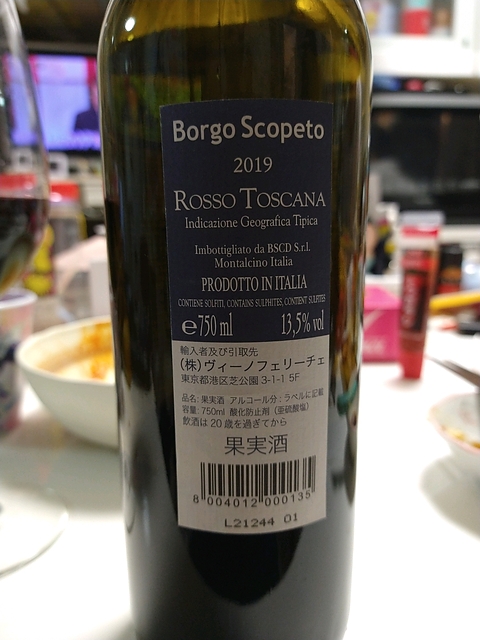 Borgo Scopeto
2019
ROSSO TOSCANA
Indicazione Geografica Tipica
Imbottigliato da BSCD S.r.l.
Montalcino Italia
PRODOTTO IN ITALIA
CONTIENE SOLFITI, CONTAINS SULPHITES, CONTIENT SULFITES
℮750 ml 13,5% vol
輸入者及び引取先
(株)ヴィーノフェリーチェ
東京都港区芝公園 3-1-1 5F
品名: 果実酒 アルコール分: ラベルに記載
容量: 750ml 酸化防止剤 (亜硫酸塩)
飲酒は 20 歳を過ぎてから
果実酒
8 004012 000135
L21244 01